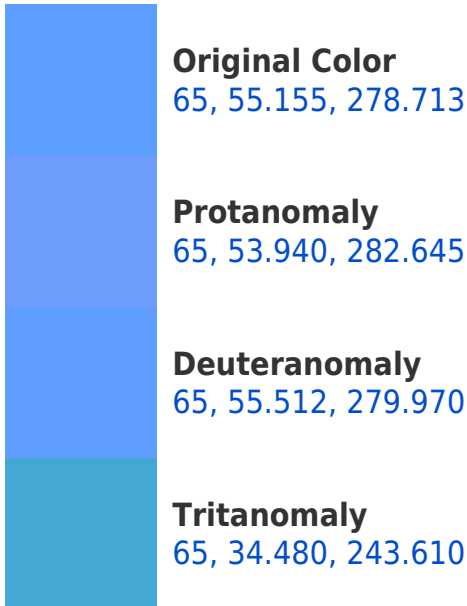 Original Color
65, 55.155, 278.713
Protanomaly
65, 53.940, 282.645
Deuteranomaly
65, 55.512, 279.970
Tritanomaly
65, 34.480, 243.610